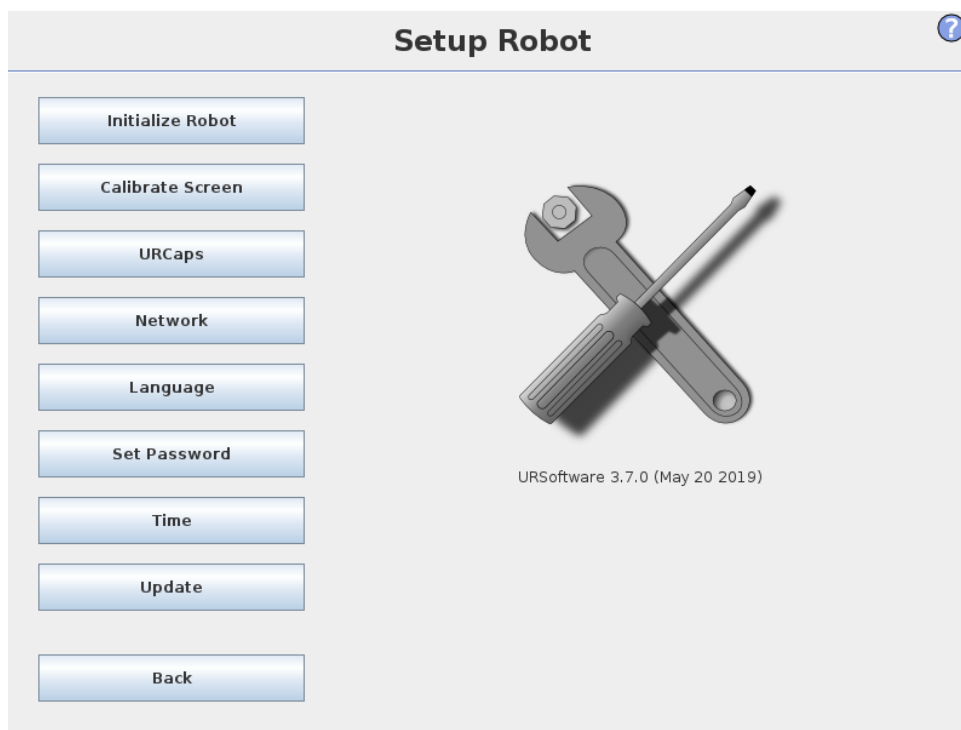 Setup Robot
?
Initialize Robot
Calibrate Screen
URCaps
Network
Language
Set Password
Time
Update
Back
URSoftware 3.7.0 (May 20 2019)